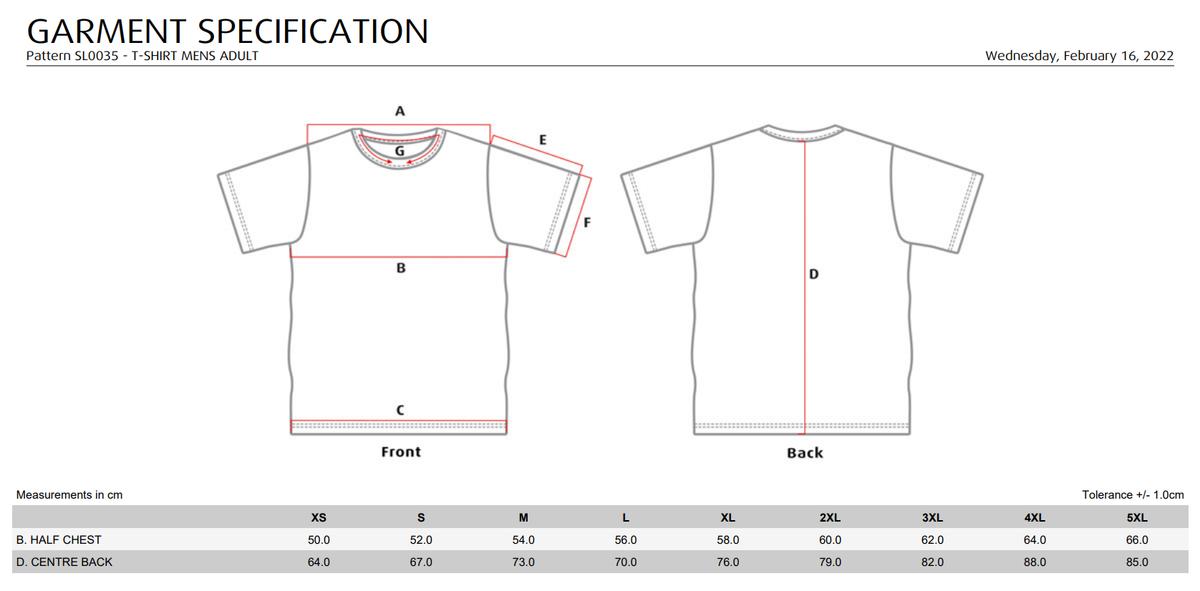 GARMENT SPECIFICATION
Pattern SL0035 - T-SHIRT MENS ADULT
Wednesday, February 16, 2022
A
E
G
F
B
D
C
Front
Back
Measurements in cm
Tolerance +/- 1.0cm
XS S M L XL 2XL 3XL 4XL 5XL
B. HALF CHEST 50.0 52.0 54.0 56.0 58.0 60.0 62.0 64.0 66.0
D. CENTRE BACK 64.0 67.0 73.0 70.0 76.0 79.0 82.0 88.0 85.0